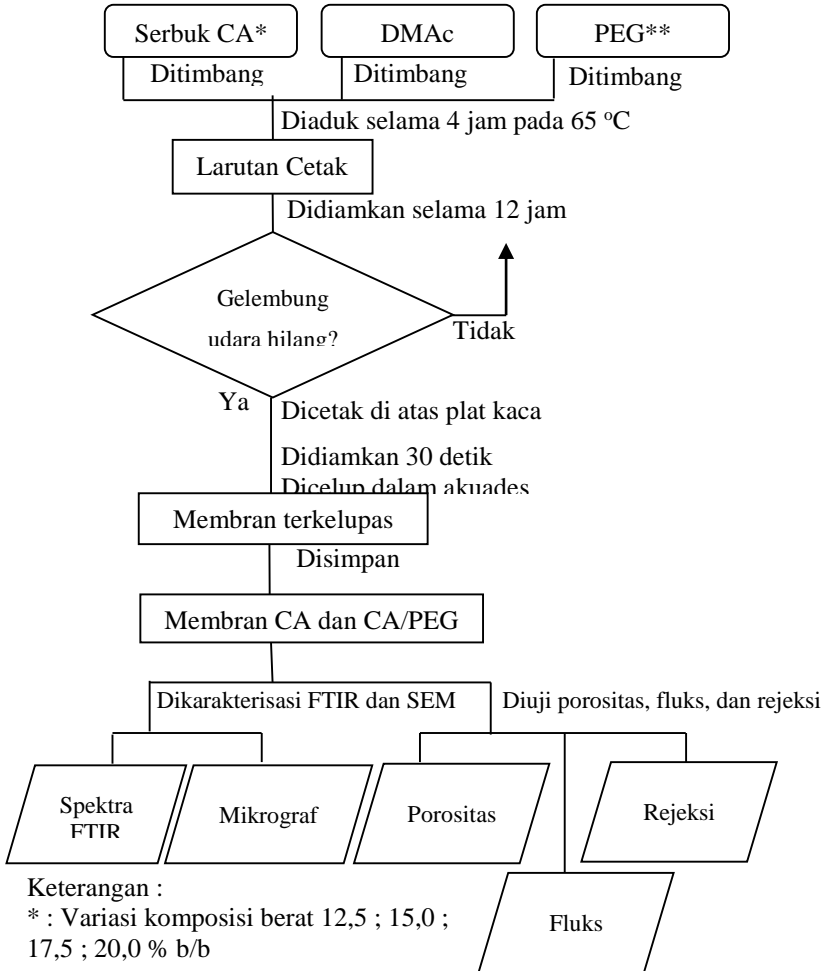 Serbuk CA*
DMAc
PEG**
Ditimbang
Ditimbang
Ditimbang
Diaduk selama 4 jam pada 65 °C
Larutan Cetak
Didiamkan selama 12 jam
Gelembung
udara hilang?
Tidak
Ya
Dicetak di atas plat kaca
Didiamkan 30 detik
Dicelup dalam akuades
Membran terkelupas
Disimpan
Membran CA dan CA/PEG
Dikarakterisasi FTIR dan SEM
Diuji porositas, fluks, dan rejeksi
Spektra
FTIR
Mikrograf
Porositas
Rejeksi
Fluks
Keterangan :
* : Variasi komposisi berat 12,5 ; 15,0 ;
17,5 ; 20,0 % b/b